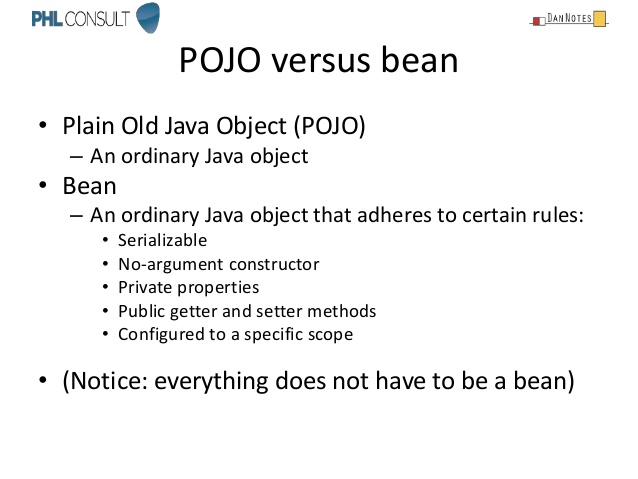 PHL CONSULT
DANNOTES
POJO versus bean
• Plain Old Java Object (POJO)
– An ordinary Java object
• Bean
– An ordinary Java object that adheres to certain rules:
• Serializable
• No-argument constructor
• Private properties
• Public getter and setter methods
• Configured to a specific scope
• (Notice: everything does not have to be a bean)